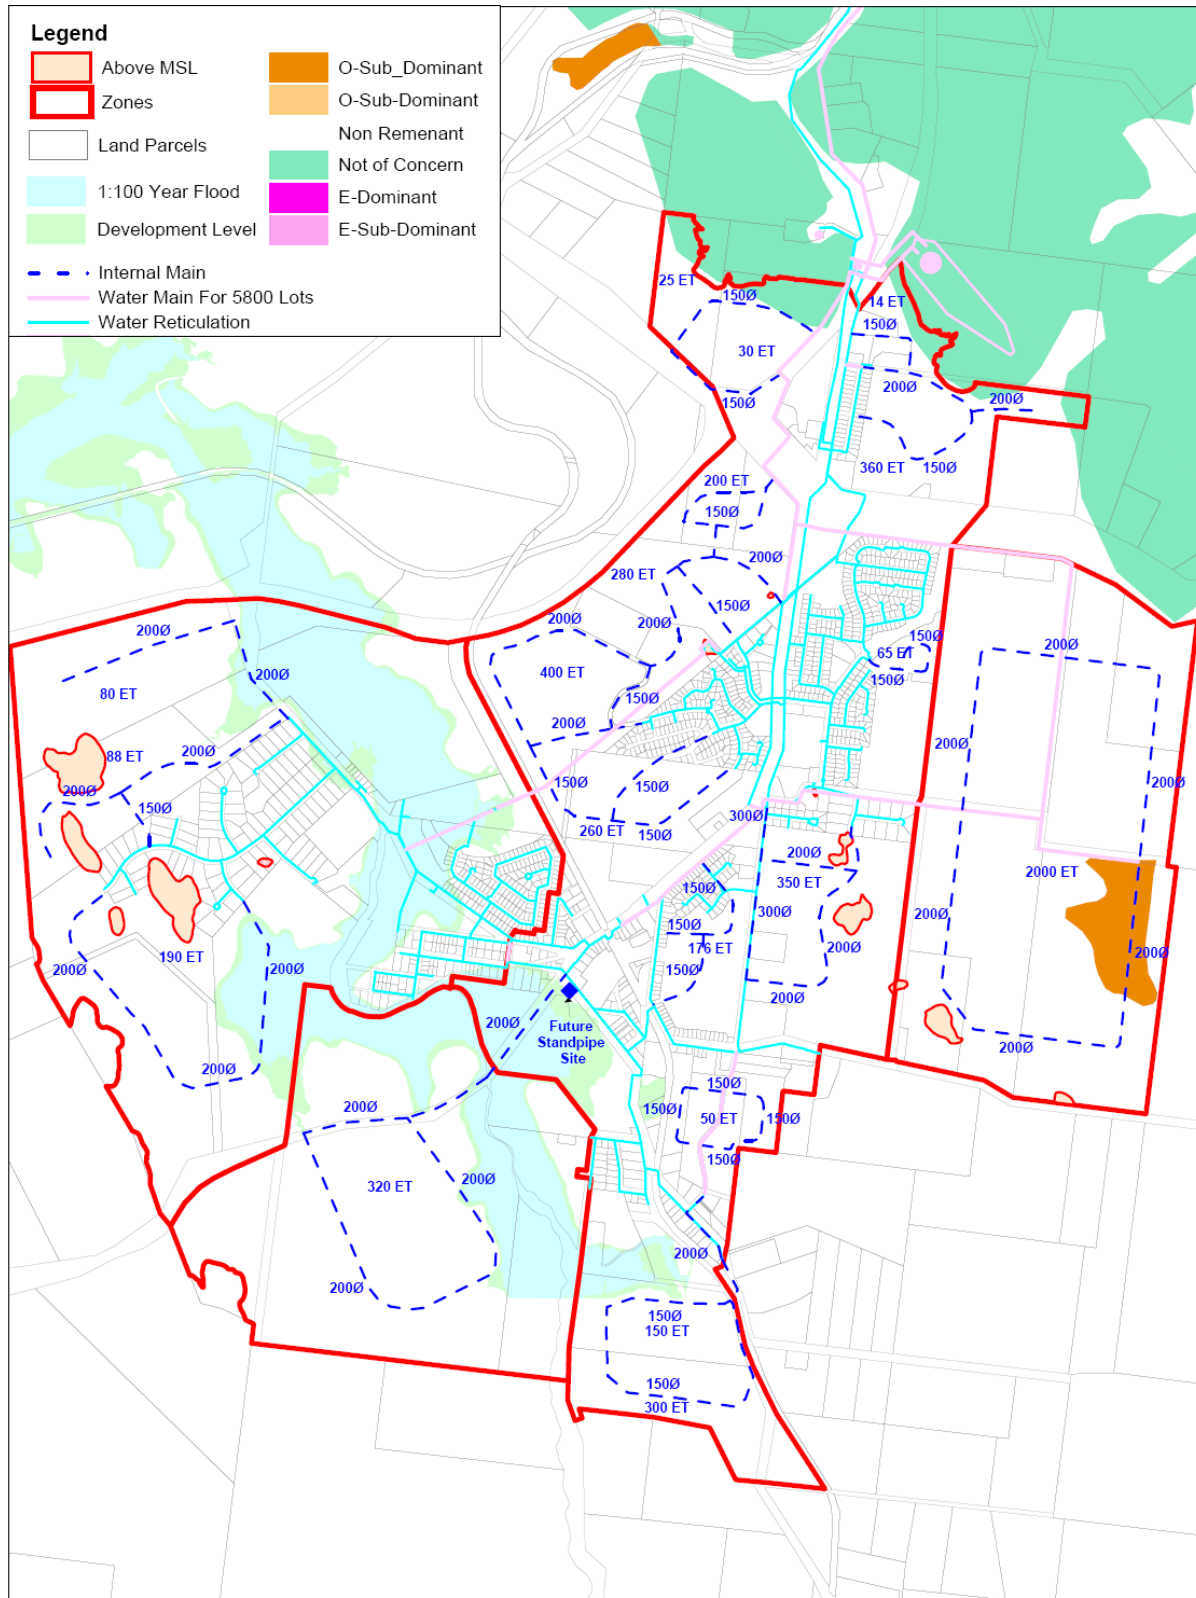 Legend
Above MSL
Zones
Land Parcels
1:100 Year Flood
Development Level
O-Sub_Dominant
O-Sub-Dominant
Non Remenant
Not of Concern
E-Dominant
E-Sub-Dominant
Internal Main
Water Main For 5800 Lots
Water Reticulation
25 ET
150Ø
14 ET
150Ø
30 ET
200Ø
150Ø
200Ø
360 ET
150Ø
200 ET
150Ø
200Ø
280 ET
150Ø
200Ø
200Ø
200Ø
150Ø
65 ET
150Ø
200Ø
200Ø
400 ET
80 ET
150Ø
200Ø
200Ø
200Ø
88 ET
200Ø
150Ø
150Ø
200Ø
200Ø
150Ø
300Ø
260 ET
150Ø
200Ø
150Ø
350 ET
2000 ET
300Ø
200Ø
150Ø
176 ET
200Ø
200Ø
190 ET
150Ø
200Ø
200Ø
200Ø
200Ø
200Ø
Future
Standpipe
Site
200Ø
200Ø
150Ø
200Ø
150Ø
50 ET
150Ø
150Ø
320 ET
200Ø
200Ø
200Ø
150Ø
150 ET
150Ø
300 ET